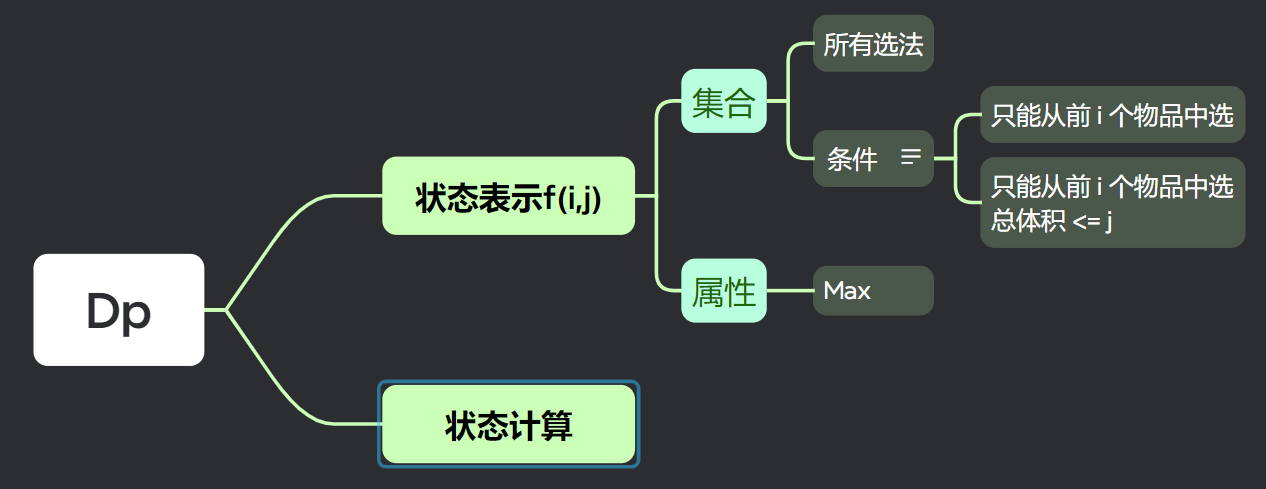 Dp
状态表示f(i,j)
集合
所有选法
条件
只能从前 i 个物品中选
只能从前 i 个物品中选
总体积 <= j
属性
Max
状态计算